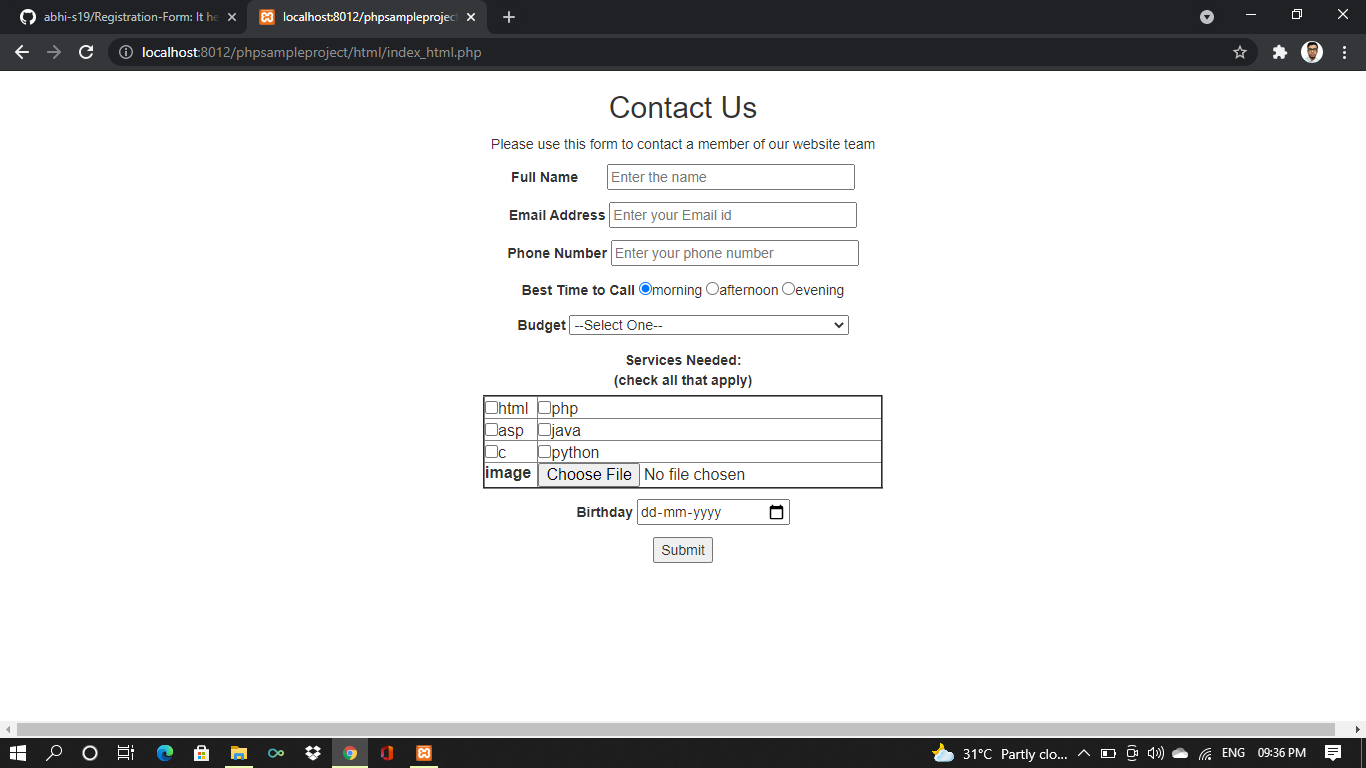 abhi-s19/Registration-Form: It he
localhost:8012/phpsampleproject
localhost:8012/phpsampleproject/html/index_html.php
Contact Us
Please use this form to contact a member of our website team
Full Name Enter the name
Email Address Enter your Email id
Phone Number Enter your phone number
Best Time to Call morning afternoon evening
Budget --Select One--
Services Needed:
(check all that apply)
html php
asp java
c python
image Choose File No file chosen
Birthday dd-mm-yyyy
Submit
31°C Partly clo... ENG 09:36 PM